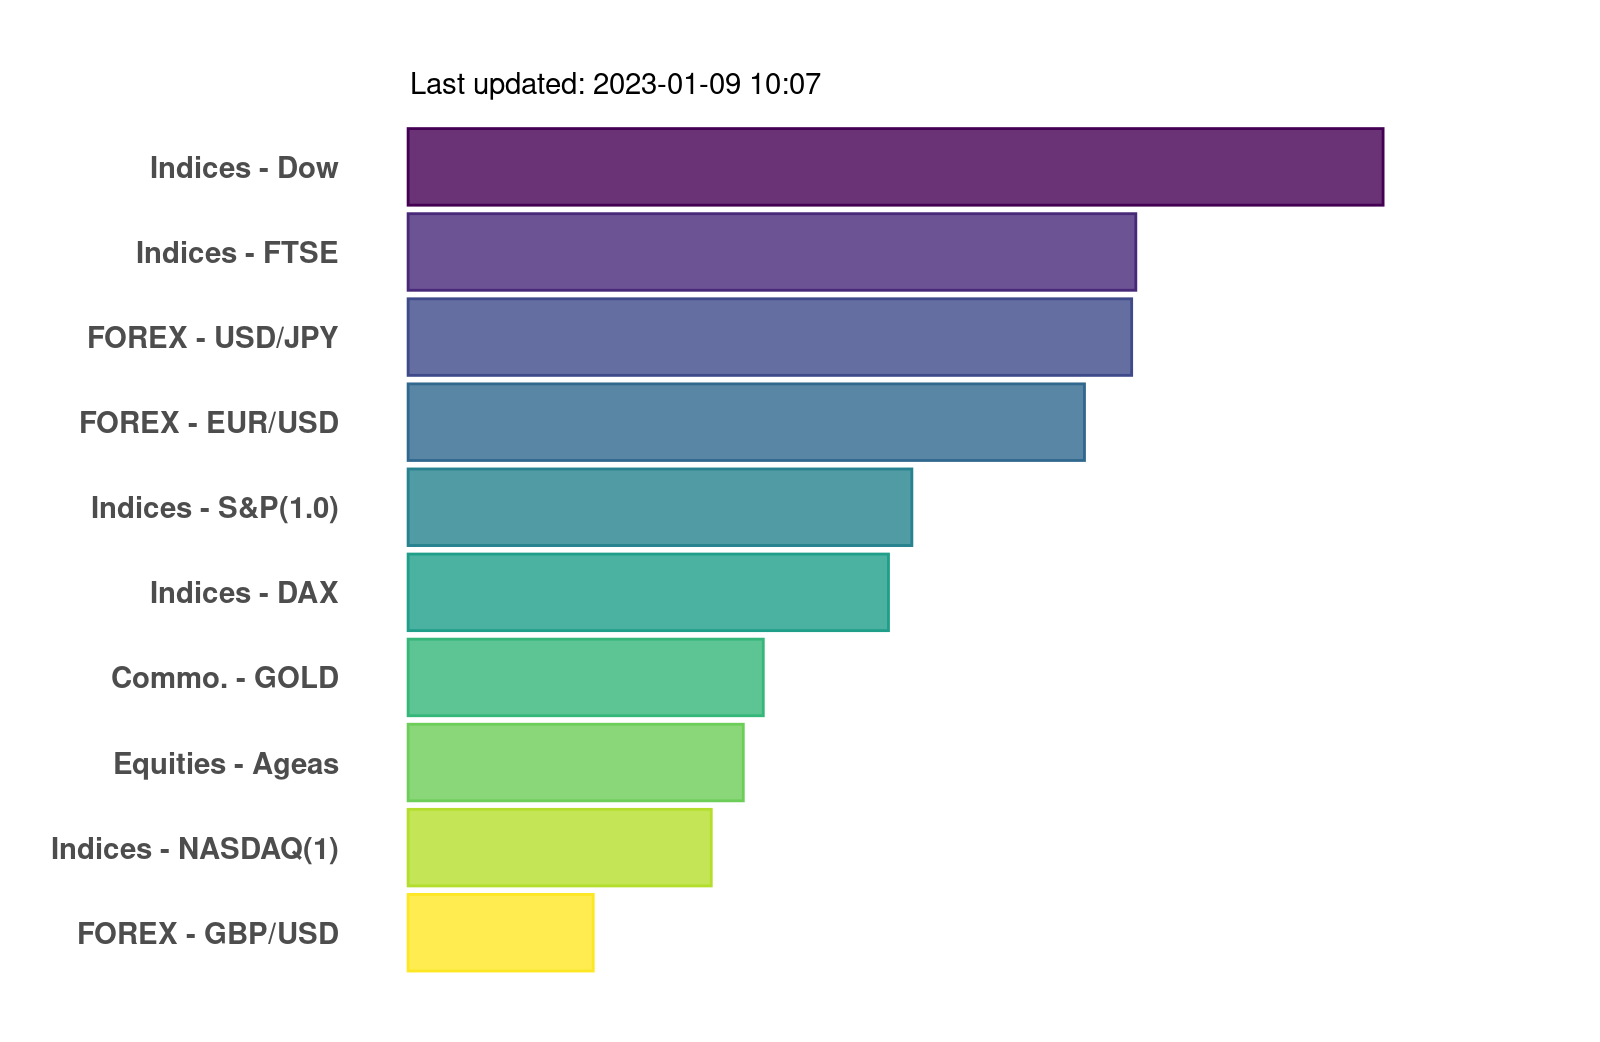 Last updated: 2023-01-09 10:07
Indices - Dow
Indices - FTSE
FOREX - USD/JPY
FOREX - EUR/USD
Indices - S&P(1.0)
Indices - DAX
Commo. - GOLD
Equities - Ageas
Indices - NASDAQ(1)
FOREX - GBP/USD